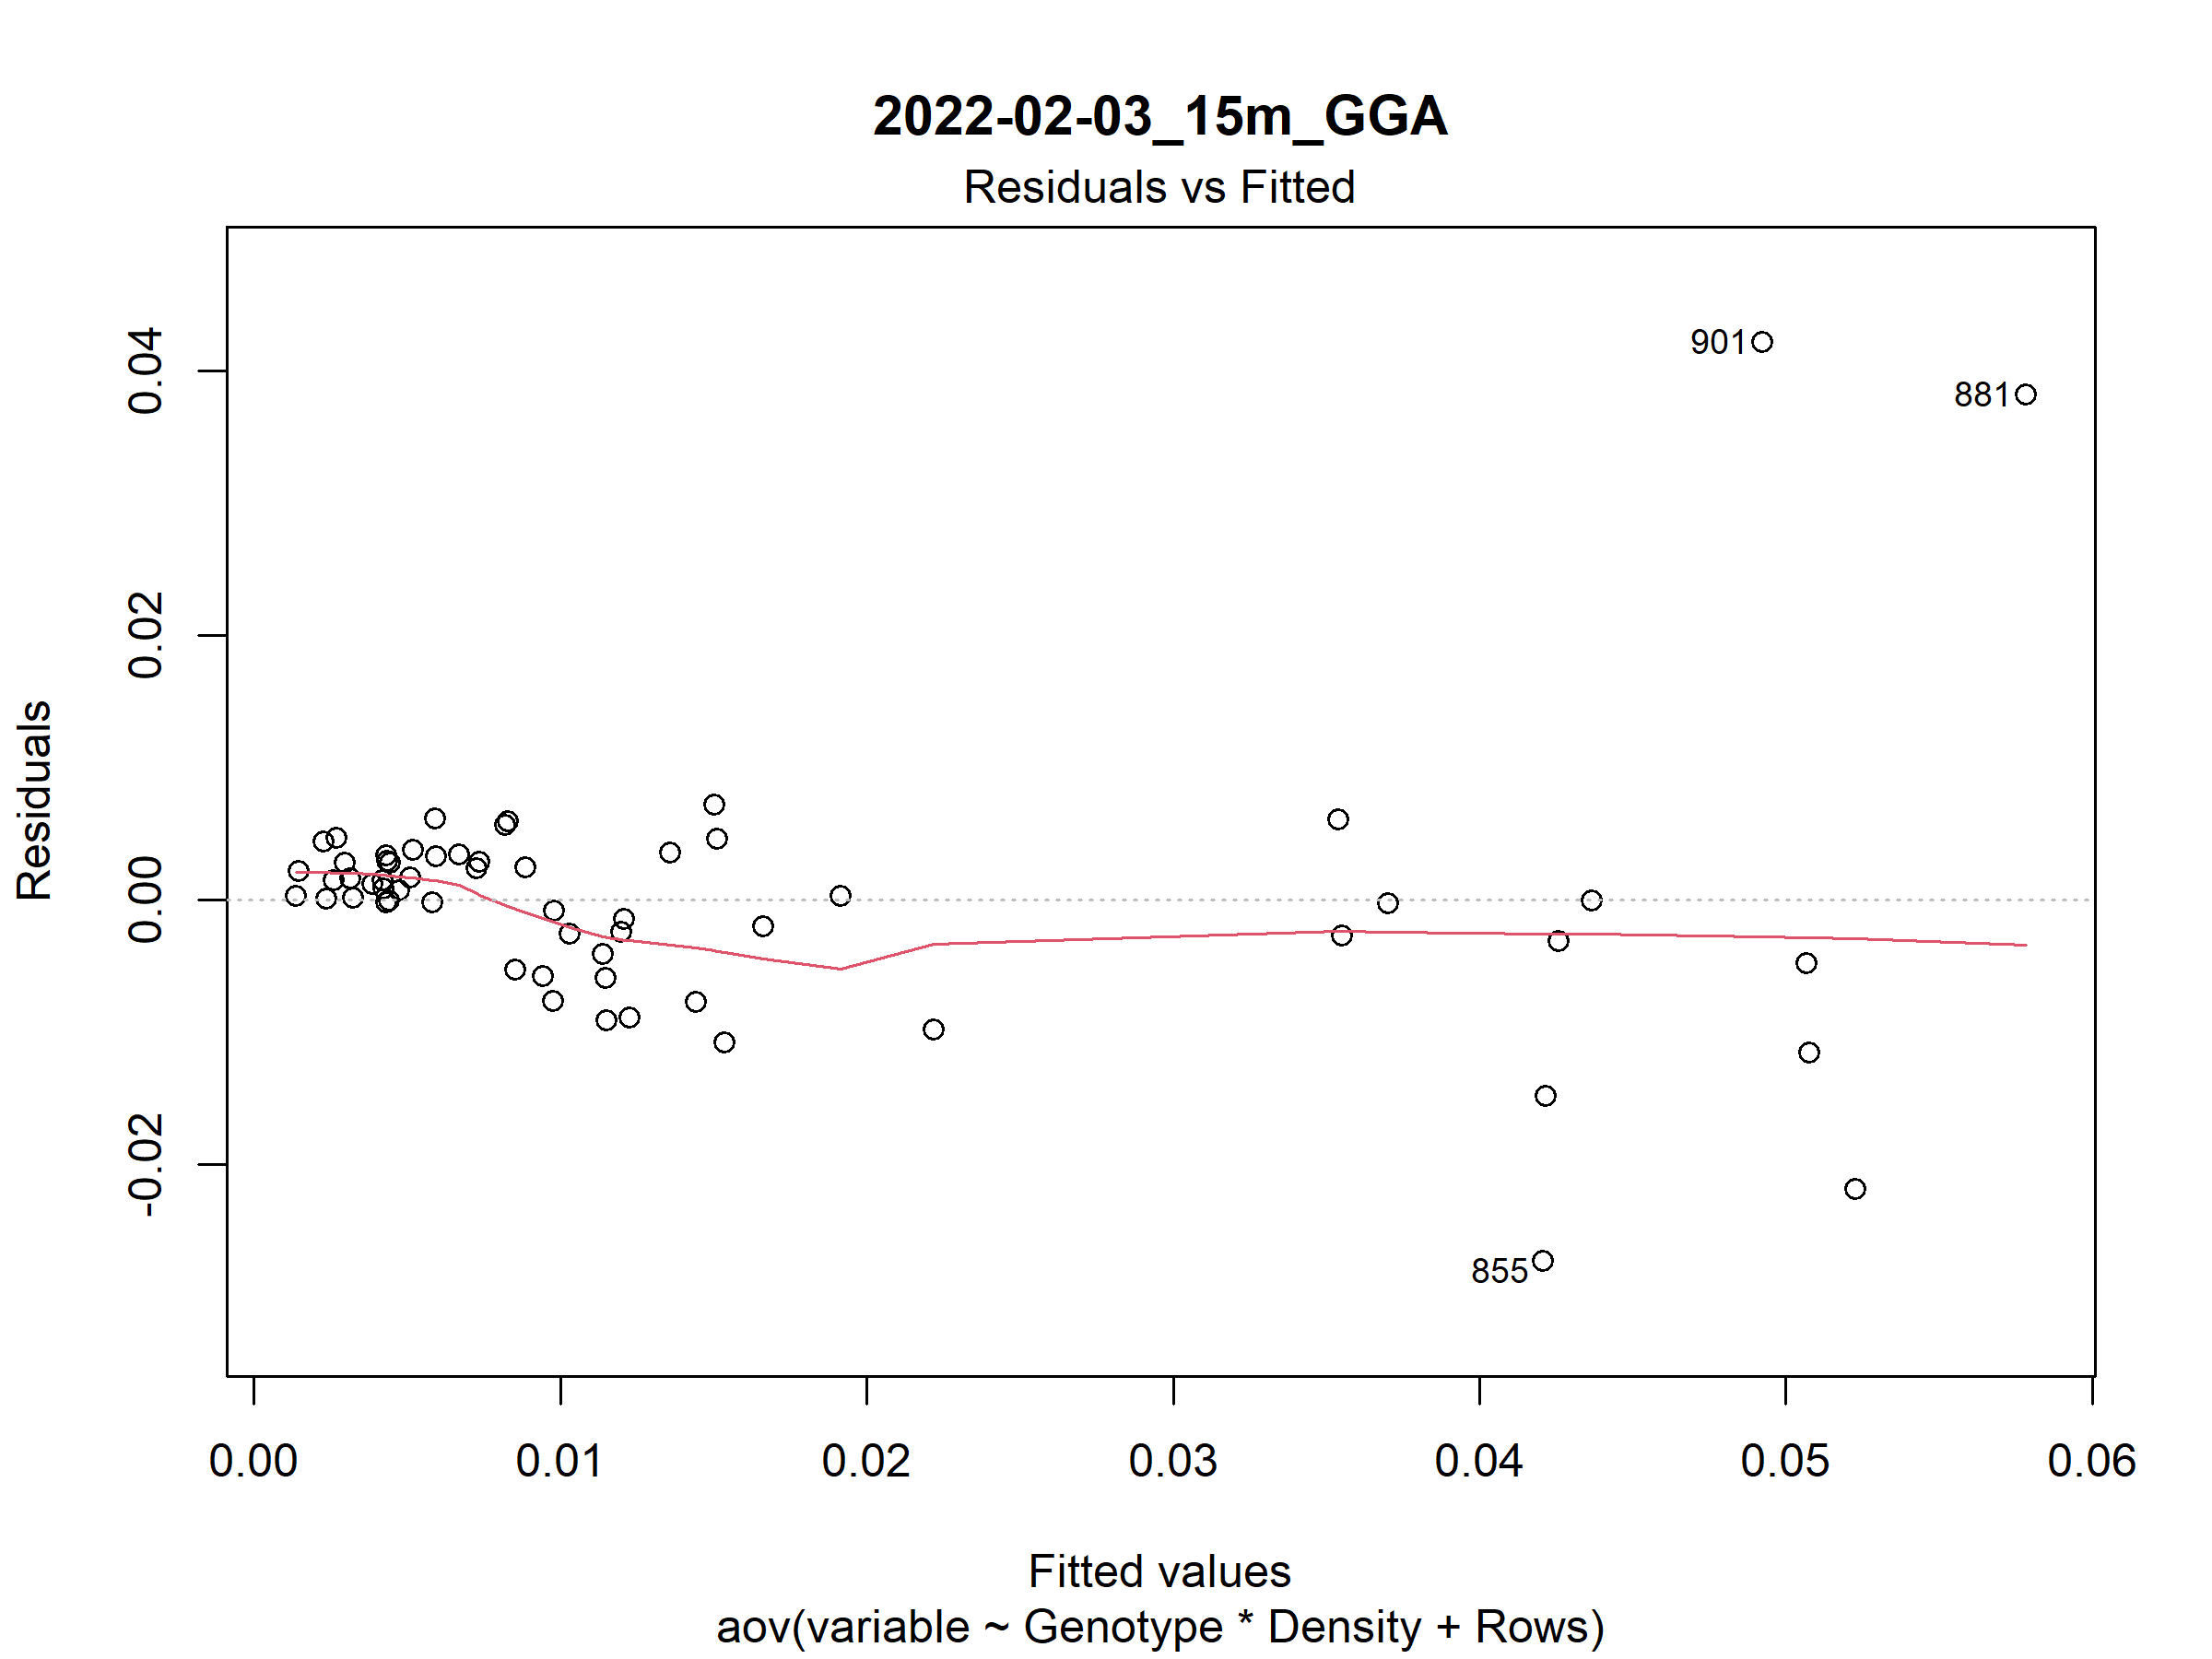 2022-02-03_15m_GGA
Residuals vs Fitted
Residuals
0.04
0.02
0.00
-0.02
901
881
855
0.00 0.01 0.02 0.03 0.04 0.05 0.06
Fitted values
aov(variable ~ Genotype * Density + Rows)